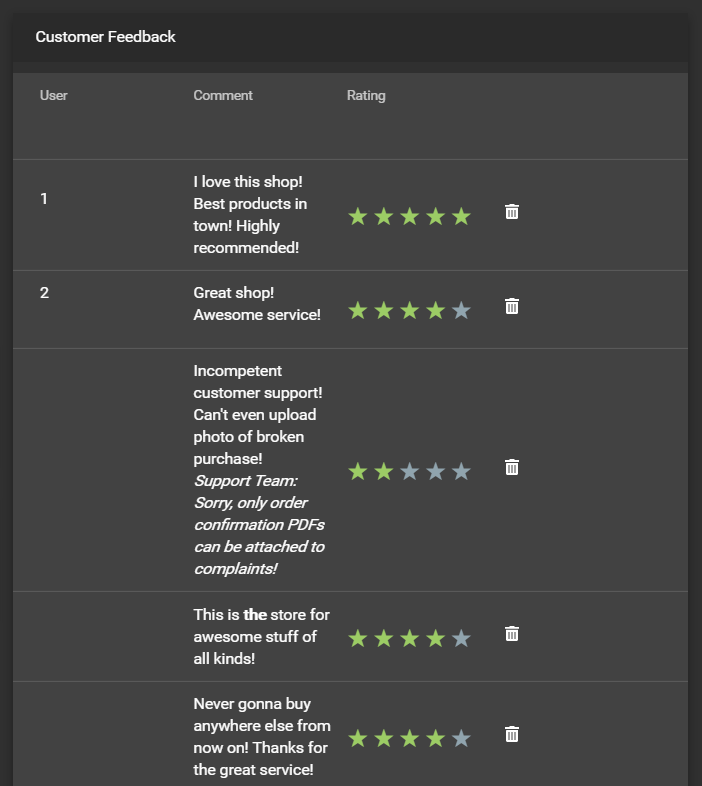 Customer Feedback
User Comment Rating
1
I love this shop!
Best products in
town! Highly
recommended!
2
Great shop!
Awesome service!
Incompetent
customer support!
Can't even upload
photo of broken
purchase!
Support Team:
Sorry, only order
confirmation PDFs
can be attached to
complaints!
This is the store for
awesome stuff of
all kinds!
Never gonna buy
anywhere else from
now on! Thanks for
the great service!